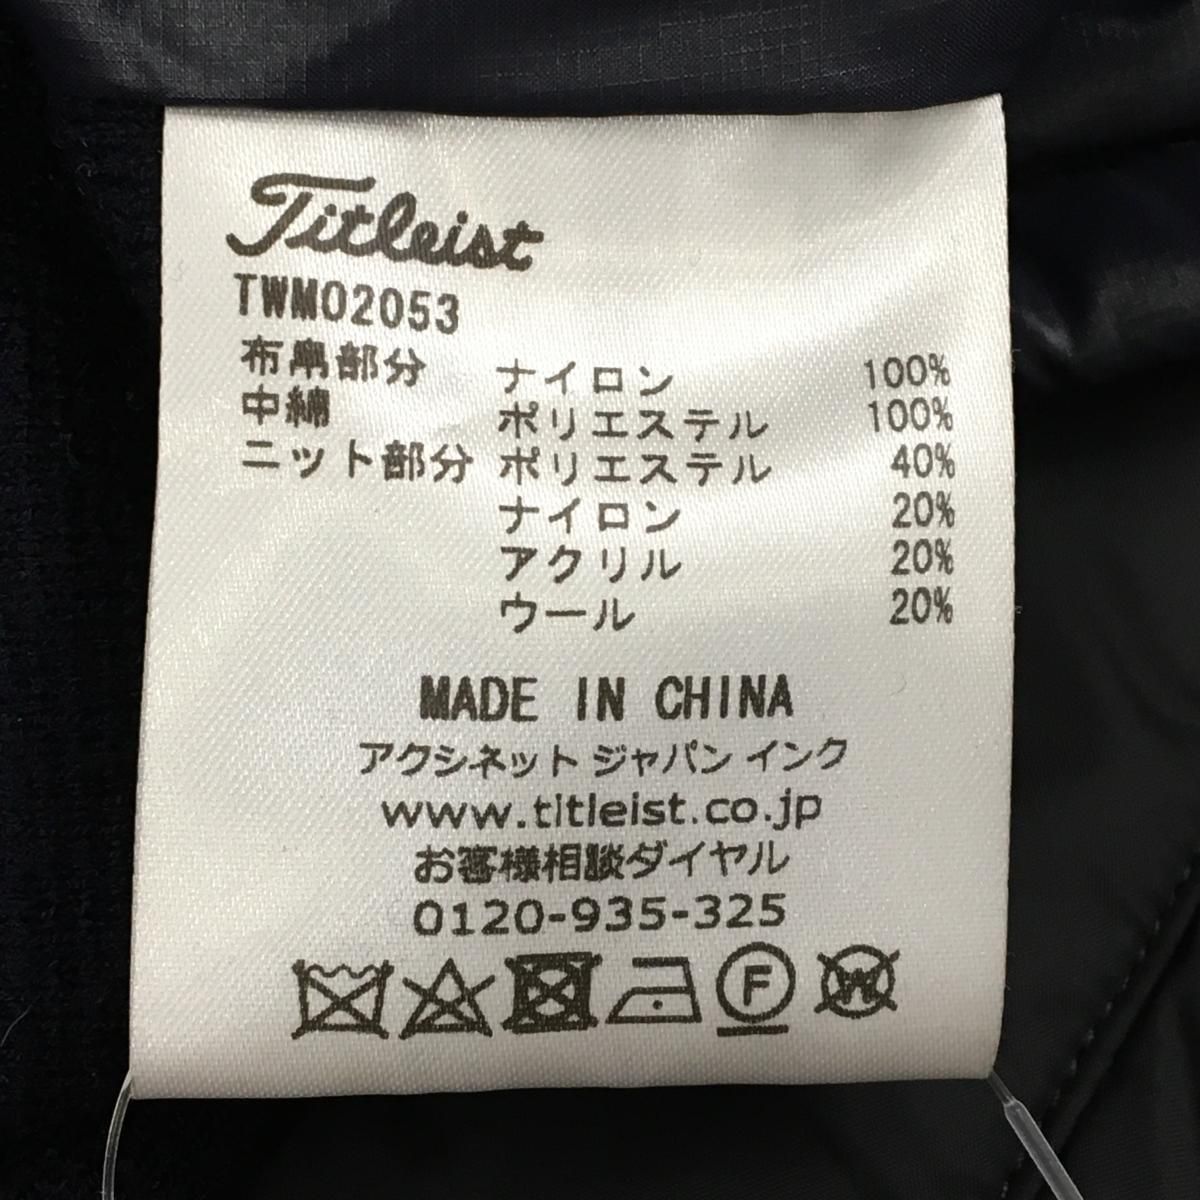 Titleist
TWMO2053
布帛部分 ナイロン 100%
中綿 ポリエステル 100%
ニット部分 ポリエステル 40%
ナイロン 20%
アクリル 20%
ウール 20%
MADE IN CHINA
アクシネット ジャパン インク
www.titleist.co.jp
お客様相談ダイヤル
0120-935-325
F W